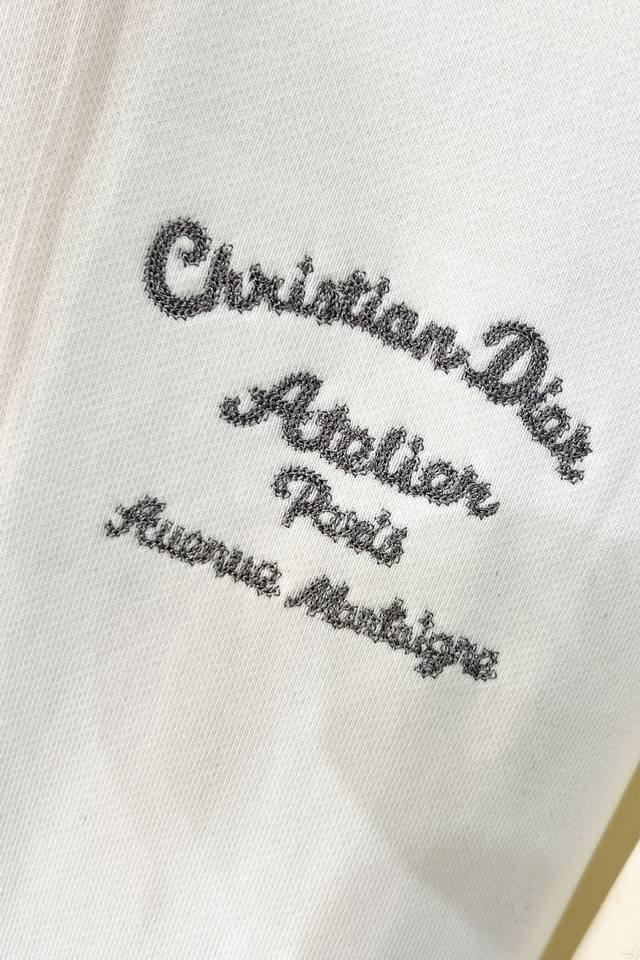 Christian Dior
Atelier
Paris
Avenue Montaigne